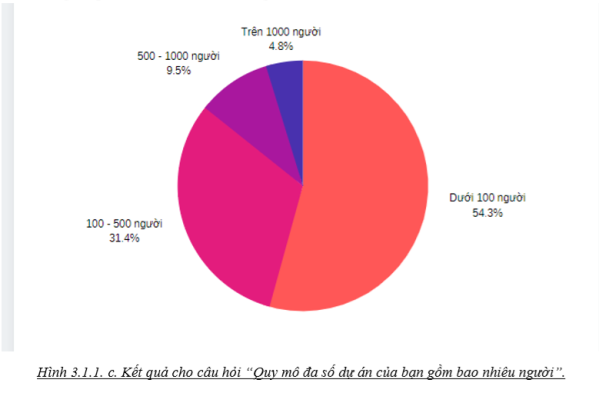 Trên 1000 người
4.8%
500 - 1000 người
9.5%
Dưới 100 người
54.3%
100 - 500 người
31.4%
Hình 3.1.1. c. Kết quả cho câu hỏi “Quy mô đa số dự án của bạn gồm bao nhiêu người”.